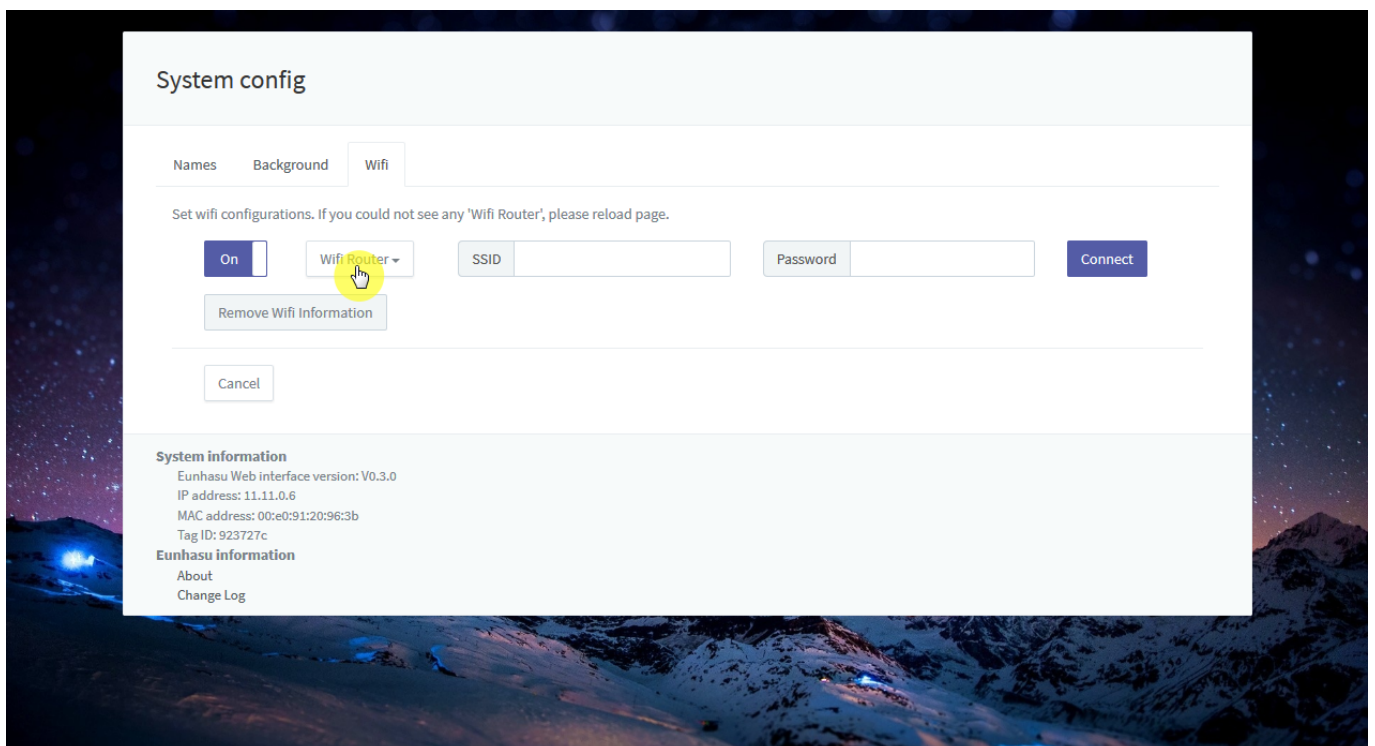 System config
Names Background Wifi
Set wifi configurations. If you could not see any 'Wifi Router', please reload page.
On Wifi Router SSID Password Connect
Remove Wifi Information
Cancel
System information
Eunhasu Web interface version: V0.3.0
IP address: 11.11.0.6
MAC address: 00:e0:91:20:96:3b
Tag ID: 923727c
Eunhasu information
About
Change Log